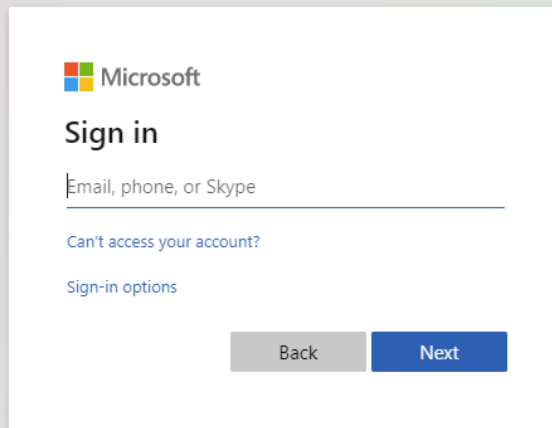 Microsoft
Sign in
Email, phone, or Skype
Can't access your account?
Sign-in options
Back Next